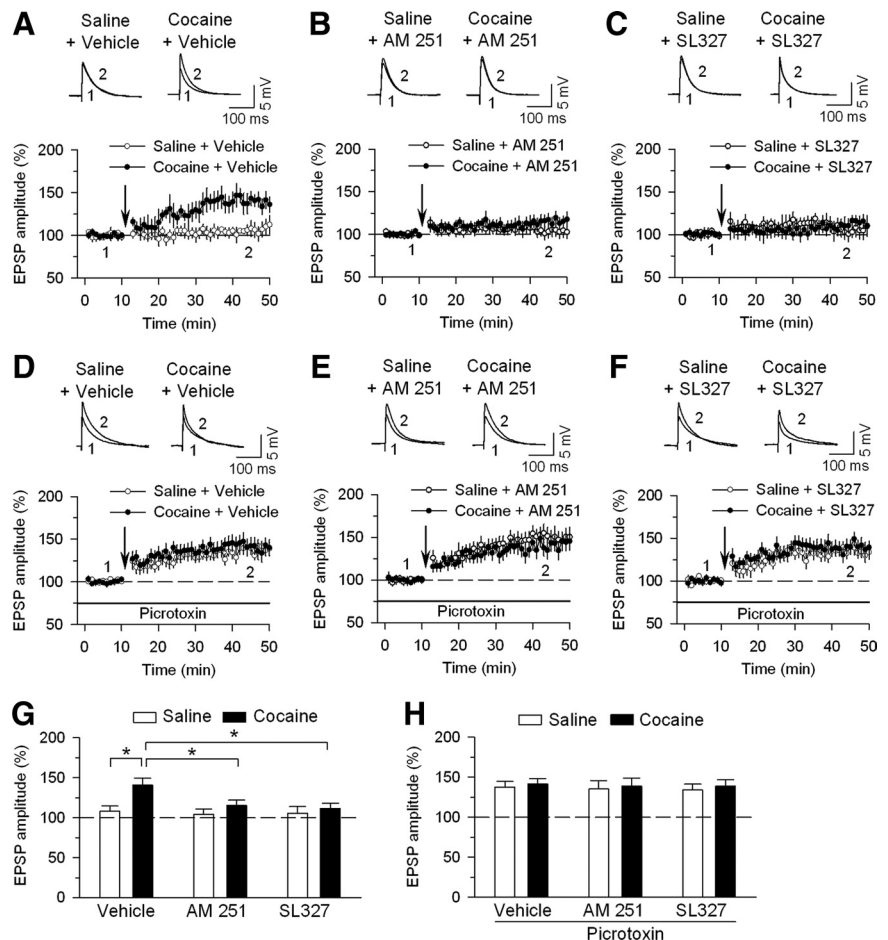 A
Saline
+ Vehicle
Cocaine
+ Vehicle
2
1
2
1
5 mV
100 ms
EPSP amplitude (%)
200
150
100
50
Saline + Vehicle
Cocaine + Vehicle
1
2
0 10 20 30 40 50
Time (min)
B
Saline
+ AM 251
Cocaine
+ AM 251
2
1
2
1
5 mV
100 ms
EPSP amplitude (%)
200
150
100
50
Saline + AM 251
Cocaine + AM 251
1
2
0 10 20 30 40 50
Time (min)
C
Saline
+ SL327
Cocaine
+ SL327
2
1
2
1
5 mV
100 ms
EPSP amplitude (%)
200
150
100
50
Saline + SL327
Cocaine + SL327
1
2
0 10 20 30 40 50
Time (min)
D
Saline
+ Vehicle
Cocaine
+ Vehicle
2
1
2
1
5 mV
100 ms
EPSP amplitude (%)
200
150
100
50
Saline + Vehicle
Cocaine + Vehicle
1
2
Picrotoxin
0 10 20 30 40 50
Time (min)
E
Saline
+ AM 251
Cocaine
+ AM 251
2
1
2
1
5 mV
100 ms
EPSP amplitude (%)
200
150
100
50
Saline + AM 251
Cocaine + AM 251
1
2
Picrotoxin
0 10 20 30 40 50
Time (min)
F
Saline
+ SL327
Cocaine
+ SL327
2
1
2
1
5 mV
100 ms
EPSP amplitude (%)
200
150
100
50
Saline + SL327
Cocaine + SL327
1
2
Picrotoxin
0 10 20 30 40 50
Time (min)
G
Saline Cocaine
EPSP amplitude (%)
200
150
100
50
0
*
*
*
Vehicle AM 251 SL327
H
Saline Cocaine
EPSP amplitude (%)
200
150
100
50
0
Vehicle AM 251 SL327
Picrotoxin